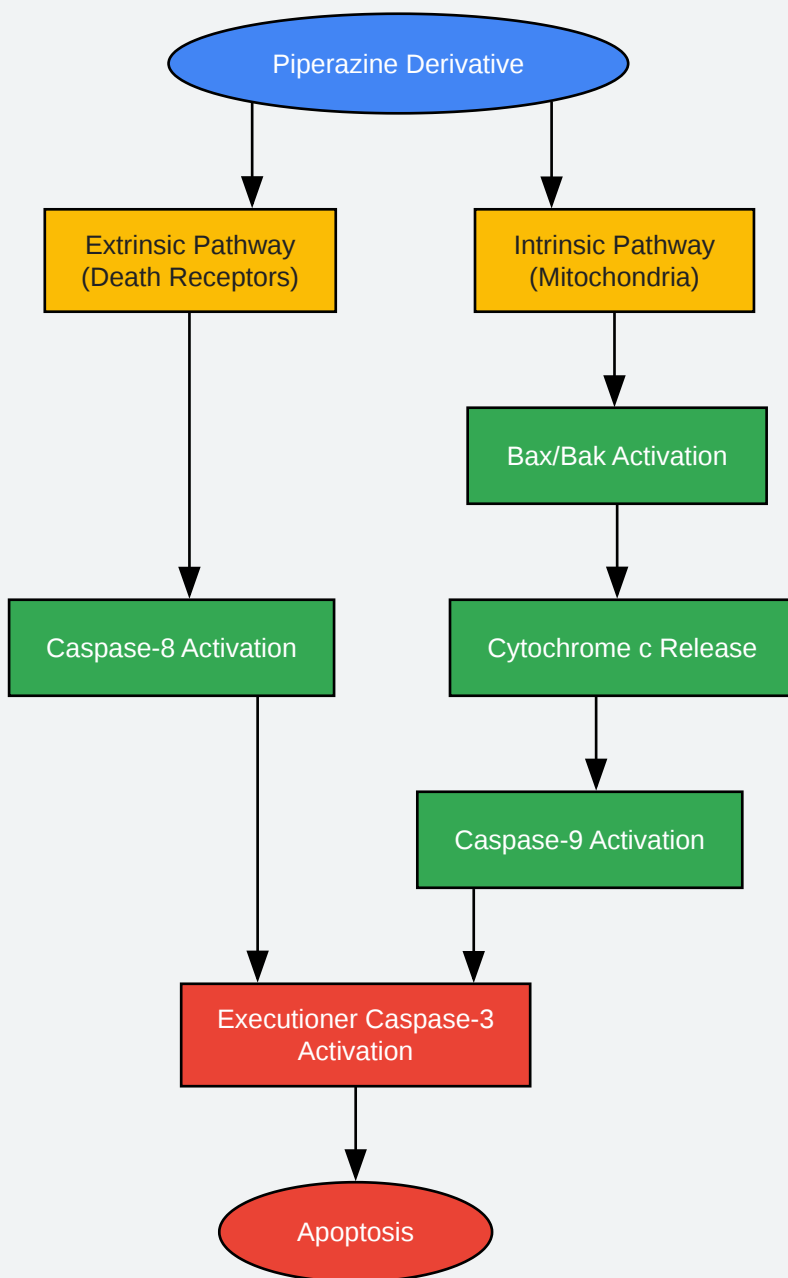 Piperazine Derivative
Extrinsic Pathway
(Death Receptors)
Intrinsic Pathway
(Mitochondria)
Bax/Bak Activation
Caspase-8 Activation
Cytochrome c Release
Caspase-9 Activation
Executioner Caspase-3
Activation
Apoptosis